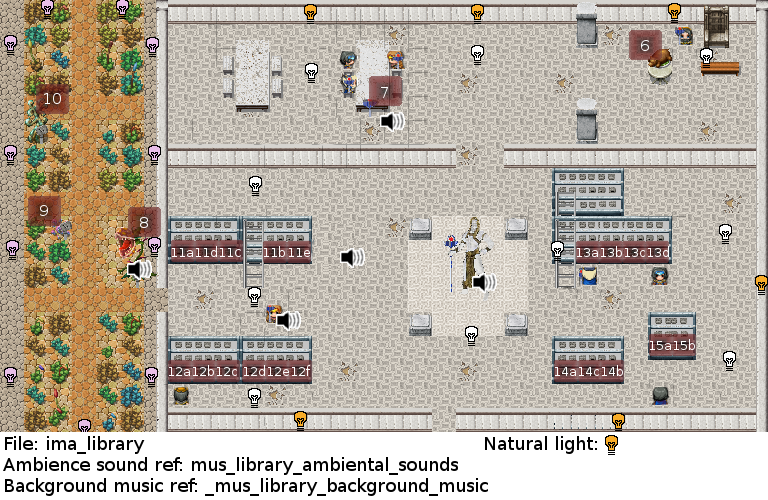 6
7
10
9
8
11a11d11c
11b11e
13a13b13c13d
15a15b
12a12b12c
12d12e12f
14a14c14b
File: ima_library
Natural light:
Ambience sound ref: mus_library_ambiental_sounds
Background music ref: _mus_library_background_music